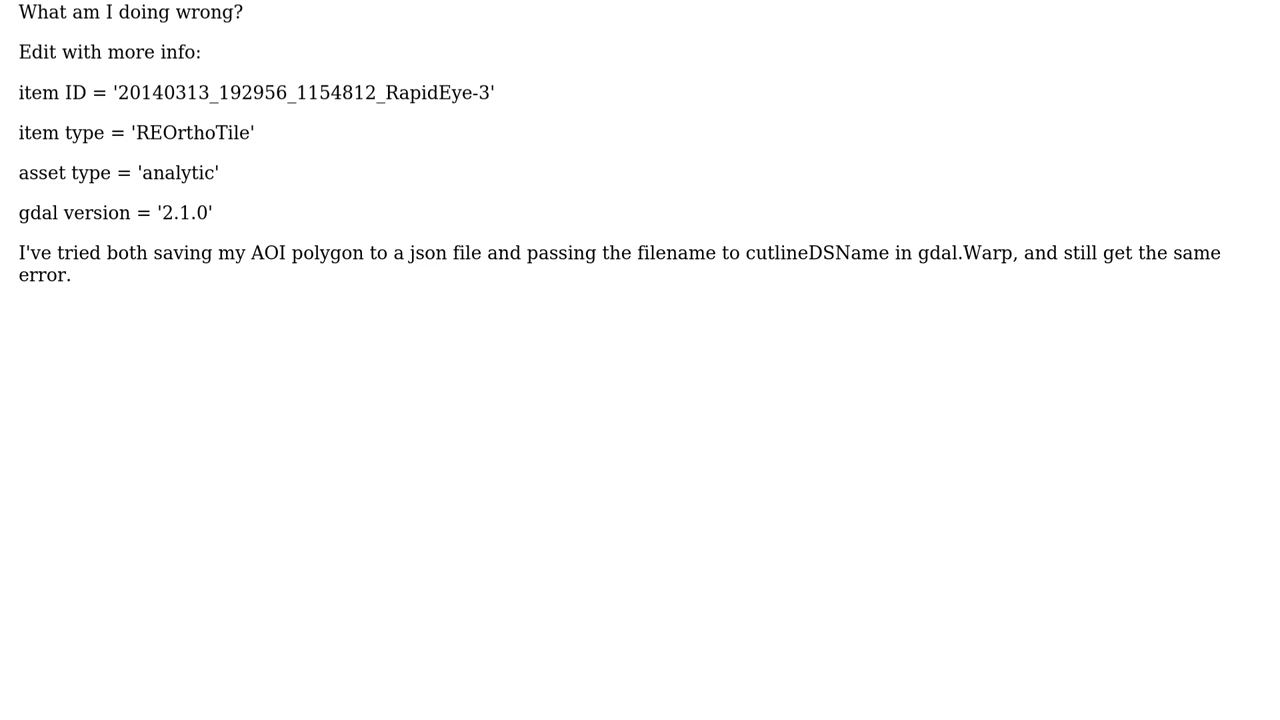 What am I doing wrong?
Edit with more info:
item ID = '20140313_192956_1154812_RapidEye-3'
item type = 'REOrthoTile'
asset type = 'analytic'
gdal version = '2.1.0'
I've tried both saving my AOI polygon to a json file and passing the filename to cutlineDSName in gdal.Warp, and still get the same
error.